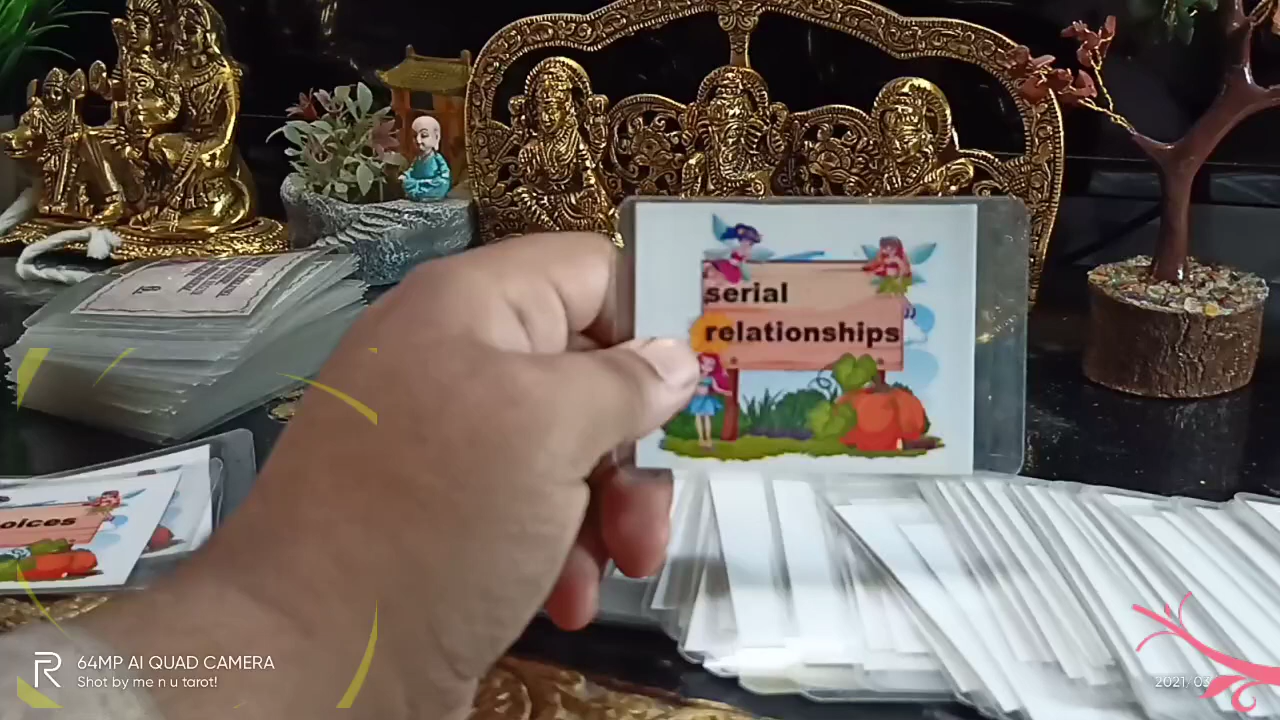 serial
relationships
oices
64MP AI QUAD CAMERA
Shot by me n u tarot!
2021/03